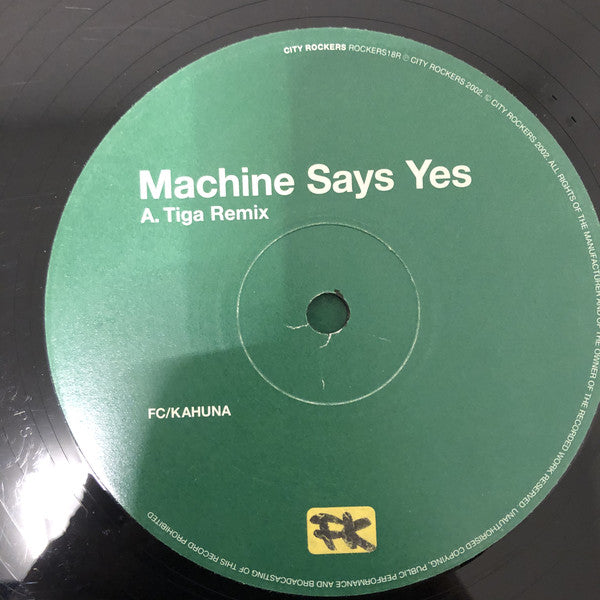 CITY ROCKERS ROCKERS18R ℗ CITY ROCKERS 2002. © CITY ROCKERS 2002. ALL RIGHTS OF THE MANUFACTURER AND OF THE OWNER OF THE RECORDED WORK RESERVED. UNAUTHORISED COPYING, PUBLIC PERFORMANCE AND BROADCASTING OF THIS RECORD PROHIBITED
Machine Says Yes
A. Tiga Remix
FC/KAHUNA